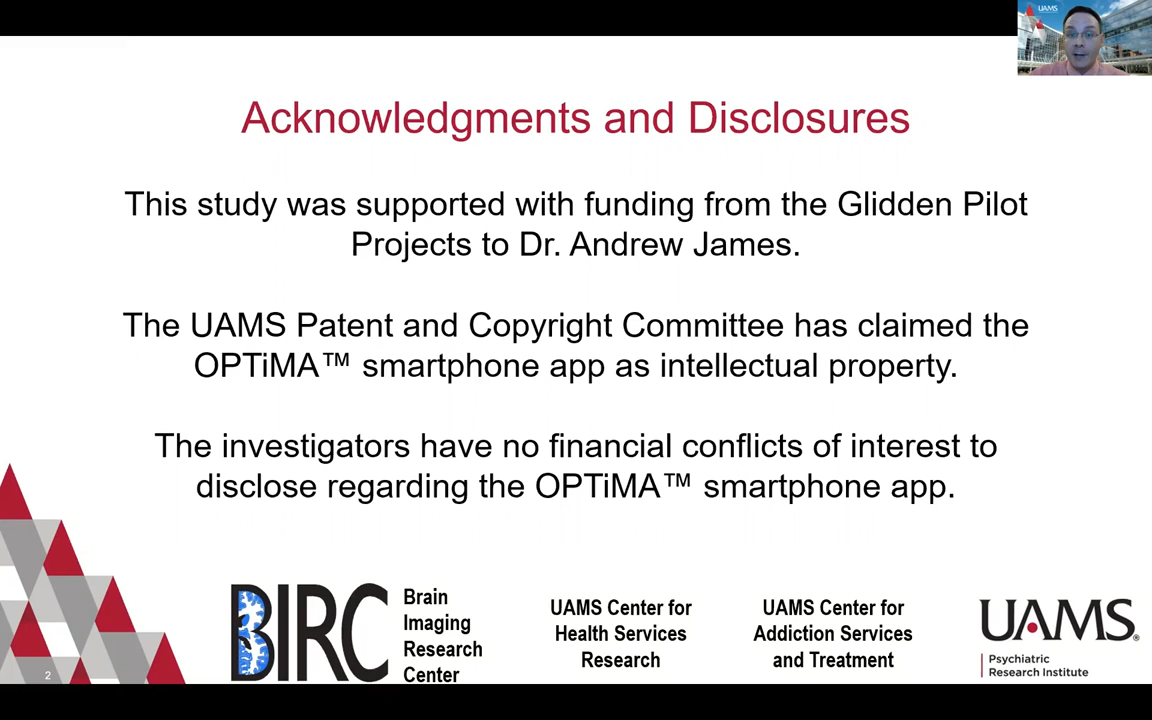 UAMS
Acknowledgments and Disclosures
This study was supported with funding from the Glidden Pilot
Projects to Dr. Andrew James.
The UAMS Patent and Copyright Committee has claimed the
OPTiMA™ smartphone app as intellectual property.
The investigators have no financial conflicts of interest to
disclose regarding the OPTiMA™ smartphone app.
BIRC
Brain
Imaging
Research
Center
UAMS Center for
Health Services
Research
UAMS Center for
Addiction Services
and Treatment
UAMS®
Psychiatric
Research Institute
2